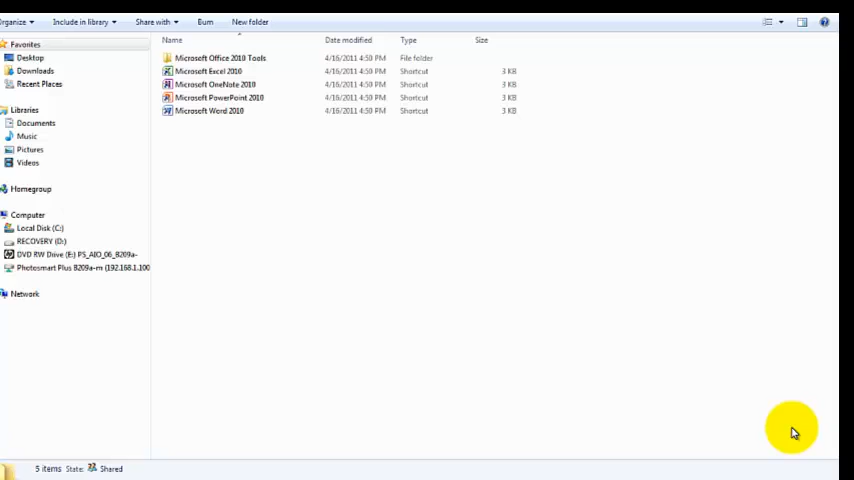 Organize Include in library Share with Burn New folder
Name Date modified Type Size
Favorites
Desktop
Downloads
Recent Places
Libraries
Documents
Music
Pictures
Videos
Homegroup
Computer
Local Disk (C:)
RECOVERY (D:)
DVD RW Drive (E:) PS_AIO_06_B209a-
Photosmart Plus B209a-m (192.168.1.100
Network
Microsoft Office 2010 Tools 4/16/2011 4:50 PM File folder
Microsoft Excel 2010 4/16/2011 4:50 PM Shortcut 3 KB
Microsoft OneNote 2010 4/16/2011 4:50 PM Shortcut 3 KB
Microsoft PowerPoint 2010 4/16/2011 4:50 PM Shortcut 3 KB
Microsoft Word 2010 4/16/2011 4:50 PM Shortcut 3 KB
5 items State: Shared